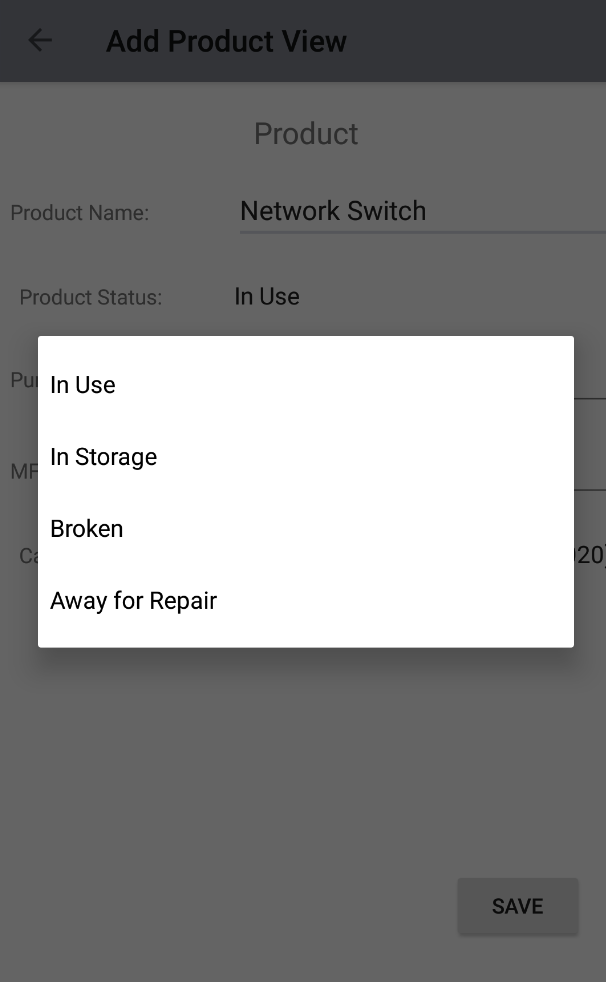 Add Product View
Product
Product Name: Network Switch
Product Status: In Use
In Use
In Storage
Broken
Away for Repair
SAVE